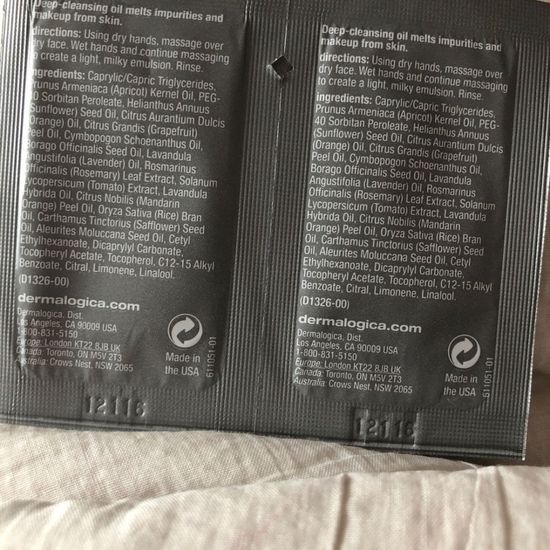 Deep-cleansing oil melts impurities and
makeup from skin.
directions: Using dry hands, massage over
dry face. Wet hands and continue massaging
to create a light, milky emulsion. Rinse.
ingredients: Caprylic/Capric Triglycerides,
Prunus Armeniaca (Apricot) Kernel Oil, PEG-
40 Sorbitan Peroleate, Helianthus Annuus
(Sunflower) Seed Oil, Citrus Aurantium Dulcis
(Orange) Oil, Citrus Grandis (Grapefruit)
Peel Oil, Cymbopogon Schoenanthus Oil,
Borago Officinalis Seed Oil, Lavandula
Angustifolia (Lavender) Oil, Rosmarinus
Officinalis (Rosemary) Leaf Extract, Solanum
Lycopersicum (Tomato) Extract, Lavandula
Hybrida Oil, Citrus Nobilis (Mandarin
Orange) Peel Oil, Oryza Sativa (Rice) Bran
Oil, Carthamus Tinctorius (Safflower) Seed
Oil, Aleurites Moluccana Seed Oil, Cetyl
Ethylhexanoate, Dicaprylyl Carbonate,
Tocopheryl Acetate, Tocopherol, C12-15 Alkyl
Benzoate, Citral, Limonene, Linalool.
(D1326-00)
dermalogica.com
Dermalogica, Dist.
Los Angeles, CA 90009 USA
1-800-831-5150
Europe: London KT22 8JB UK
Canada: Toronto, ON M5V 2T3
Australia: Crows Nest, NSW 2065
Made in
the USA
611051-01
12116
Deep-cleansing oil melts impurities and
makeup from skin.
directions: Using dry hands, massage over
dry face. Wet hands and continue massaging
to create a light, milky emulsion. Rinse.
ingredients: Caprylic/Capric Triglycerides,
Prunus Armeniaca (Apricot) Kernel Oil, PEG-
40 Sorbitan Peroleate, Helianthus Annuus
(Sunflower) Seed Oil, Citrus Aurantium Dulcis
(Orange) Oil, Citrus Grandis (Grapefruit)
Peel Oil, Cymbopogon Schoenanthus Oil,
Borago Officinalis Seed Oil, Lavandula
Angustifolia (Lavender) Oil, Rosmarinus
Officinalis (Rosemary) Leaf Extract, Solanum
Lycopersicum (Tomato) Extract, Lavandula
Hybrida Oil, Citrus Nobilis (Mandarin
Orange) Peel Oil, Oryza Sativa (Rice) Bran
Oil, Carthamus Tinctorius (Safflower) Seed
Oil, Aleurites Moluccana Seed Oil, Cetyl
Ethylhexanoate, Dicaprylyl Carbonate,
Tocopheryl Acetate, Tocopherol, C12-15 Alkyl
Benzoate, Citral, Limonene, Linalool.
(D1326-00)
dermalogica.com
Dermalogica, Dist.
Los Angeles, CA 90009 USA
1-800-831-5150
Europe: London KT22 8JB UK
Canada: Toronto, ON M5V 2T3
Australia: Crows Nest, NSW 2065
Made in
the USA
611051-01
12116